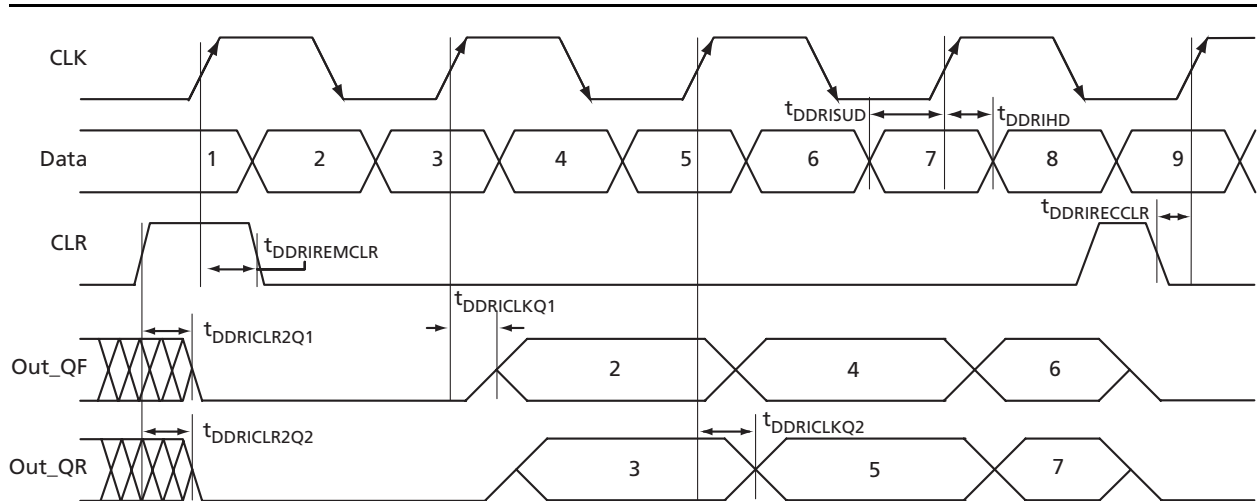 CLK
tDDRISUD tDDRIHD
Data 1 2 3 4 5 6 7 8 9
tDDRIRECCLR
CLR
tDDRIREMCLR
tDDRICLKQ1
tDDRICLR2Q1
Out_QF 2 4 6
tDDRICLR2Q2 tDDRICLKQ2
Out_QR 3 5 7